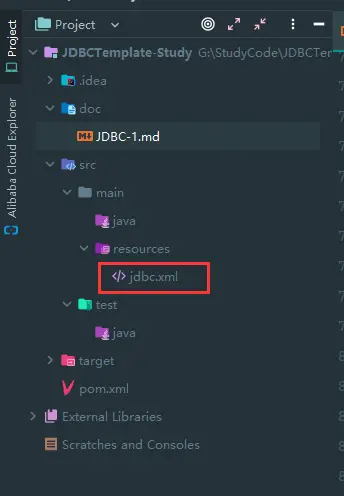 Project
Project
Alibaba Cloud Explorer
JDBCTemplate-Study G:\StudyCode\JDBCTer
.idea
doc
JDBC-1.md
src
main
java
resources
jdbc.xml
test
java
target
pom.xml
External Libraries
Scratches and Consoles